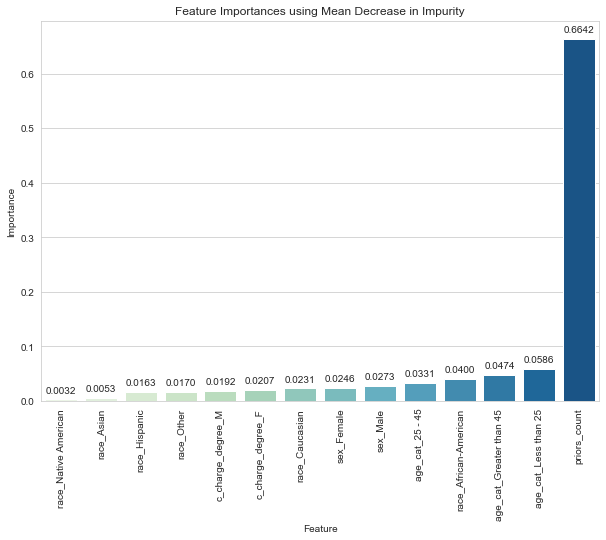 Feature Importances using Mean Decrease in Impurity
0.6642
0.6
0.5
0.4
0.3
0.2
0.1
0.0
Importance
0.0032
0.0053
0.0163
0.0170
0.0192
0.0207
0.0231
0.0246
0.0273
0.0331
0.0400
0.0474
0.0586
race_Native American
race_Asian
race_Hispanic
race_Other
c_charge_degree_M
c_charge_degree_F
race_Caucasian
sex_Female
sex_Male
age_cat_25 - 45
race_African-American
age_cat_Greater than 45
age_cat_Less than 25
priors_count
Feature